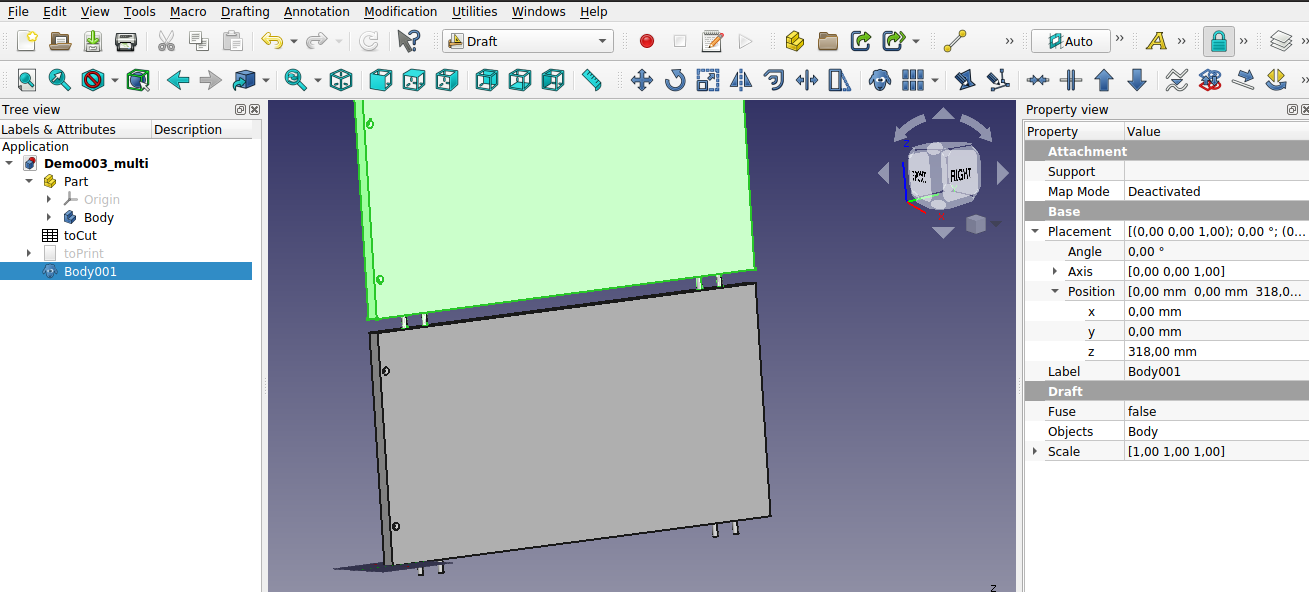 File Edit View Tools Macro Drafting Annotation Modification Utilities Windows Help
Draft
Auto
Tree view
Labels & Attributes Description
Application
Demo003_multi
Part
Origin
Body
toCut
toPrint
Body001
Z
FRONT RIGHT
z
Property view
Property Value
Attachment
Support
Map Mode Deactivated
Base
Placement [(0,00 0,00 1,00); 0,00 °; (0...
Angle 0,00 °
Axis [0,00 0,00 1,00]
Position [0,00 mm 0,00 mm 318,0...
x 0,00 mm
y 0,00 mm
z 318,00 mm
Label Body001
Draft
Fuse false
Objects Body
Scale [1,00 1,00 1,00]